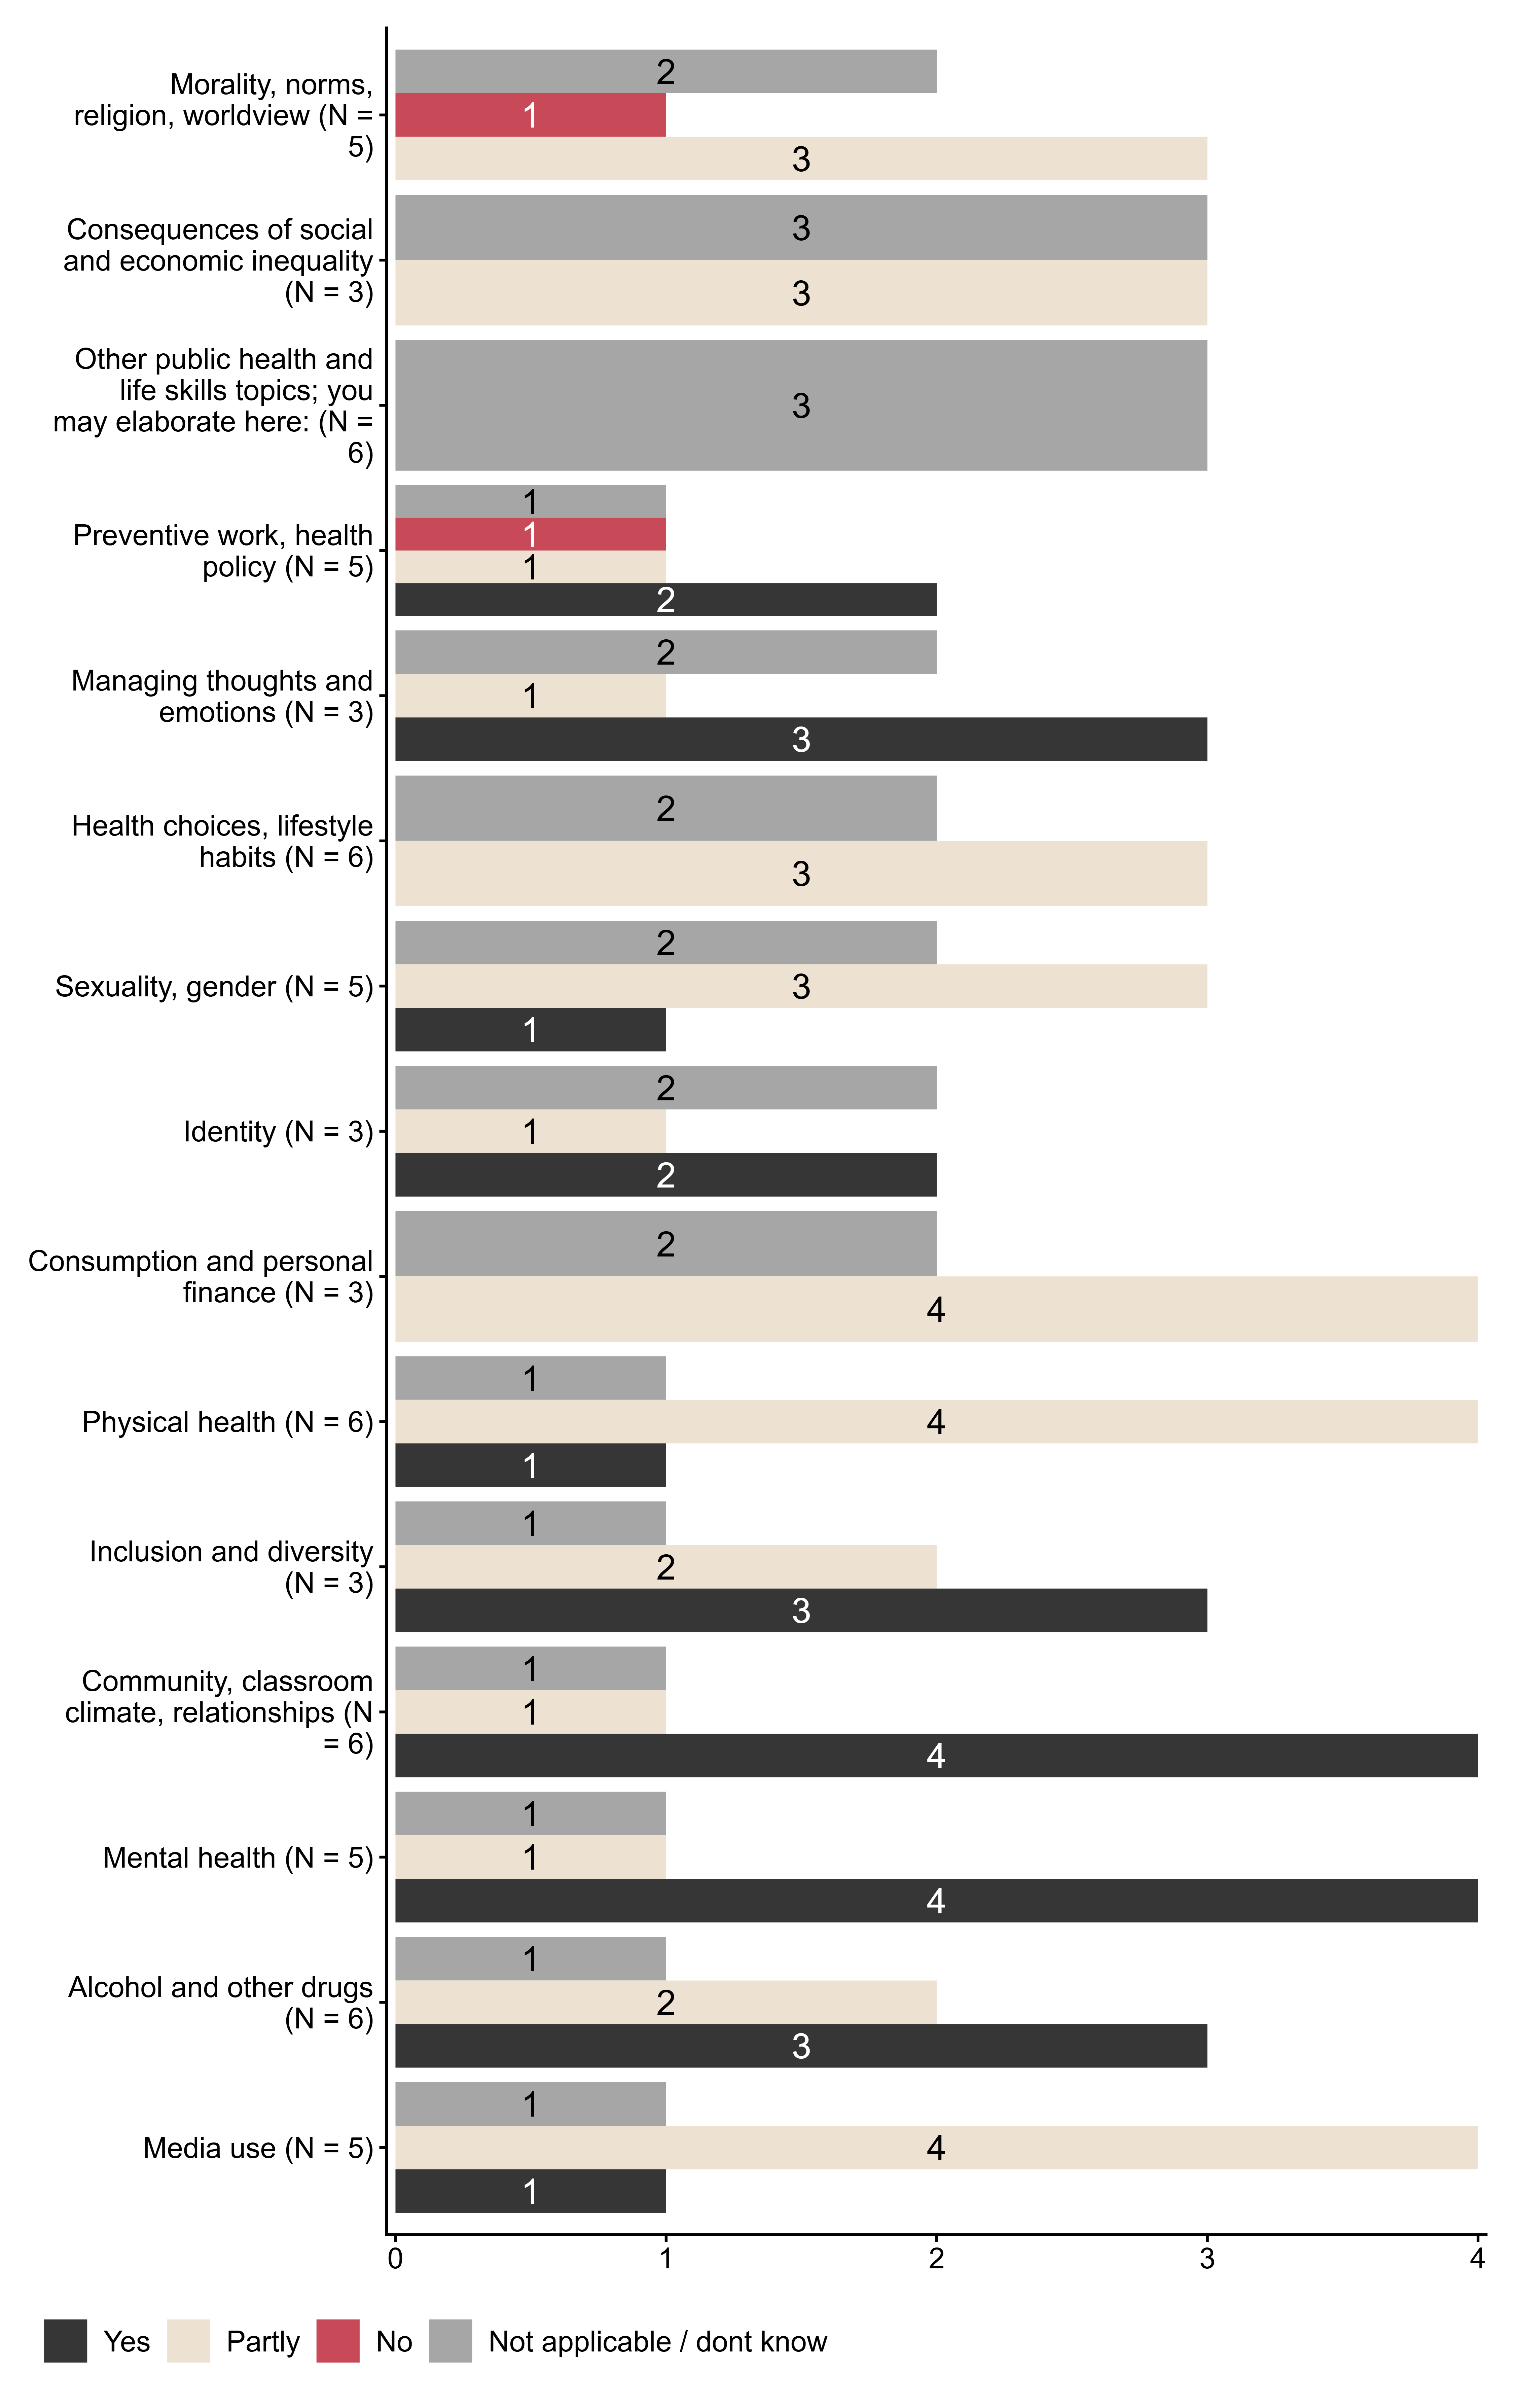 Morality, norms,
religion, worldview (N =
5)
2
1
3
Consequences of social
and economic inequality
(N = 3)
3
3
Other public health and
life skills topics; you
may elaborate here: (N =
6)
3
Preventive work, health
policy (N = 5)
1
1
1
2
Managing thoughts and
emotions (N = 3)
2
1
3
Health choices, lifestyle
habits (N = 6)
2
3
Sexuality, gender (N = 5)
2
3
1
Identity (N = 3)
2
1
2
Consumption and personal
finance (N = 3)
2
4
Physical health (N = 6)
1
4
1
Inclusion and diversity
(N = 3)
1
2
3
Community, classroom
climate, relationships (N
= 6)
1
1
4
Mental health (N = 5)
1
1
4
Alcohol and other drugs
(N = 6)
1
2
3
Media use (N = 5)
1
4
1
0 1 2 3 4
Yes Partly No Not applicable / dont know